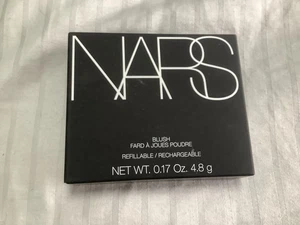 NARS
BLUSH
FARD À JOUES POUDRE
REFILLABLE / RECHARGEABLE
NET WT. 0.17 Oz. 4.8 g